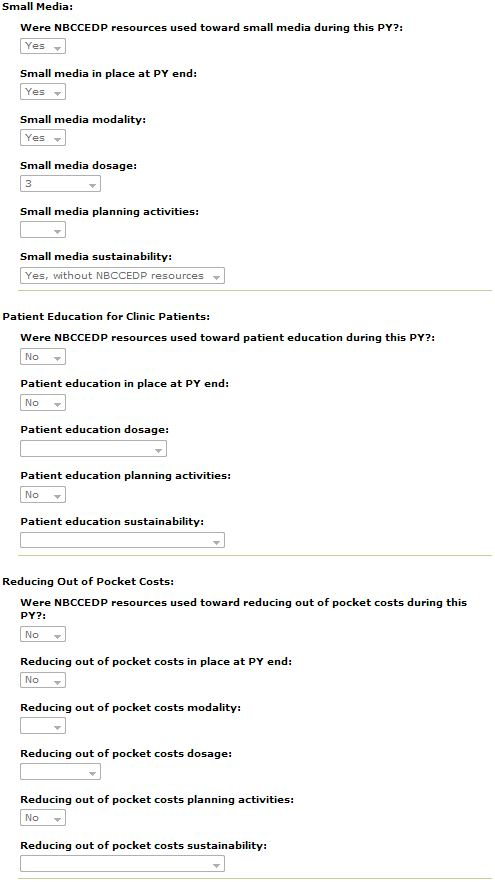 Small Media:
Were NBCCEDP resources used toward small media during this PY?:
Yes
Small media in place at PY end:
Yes
Small media modality:
Yes
Small media dosage:
3
Small media planning activities:
Small media sustainability:
Yes, without NBCCEDP resources
Patient Education for Clinic Patients:
Were NBCCEDP resources used toward patient education during this PY?:
No
Patient education in place at PY end:
No
Patient education dosage:
Patient education planning activities:
No
Patient education sustainability:
Reducing Out of Pocket Costs:
Were NBCCEDP resources used toward reducing out of pocket costs during this
PY?:
No
Reducing out of pocket costs in place at PY end:
No
Reducing out of pocket costs modality:
Reducing out of pocket costs dosage:
Reducing out of pocket costs planning activities:
No
Reducing out of pocket costs sustainability: